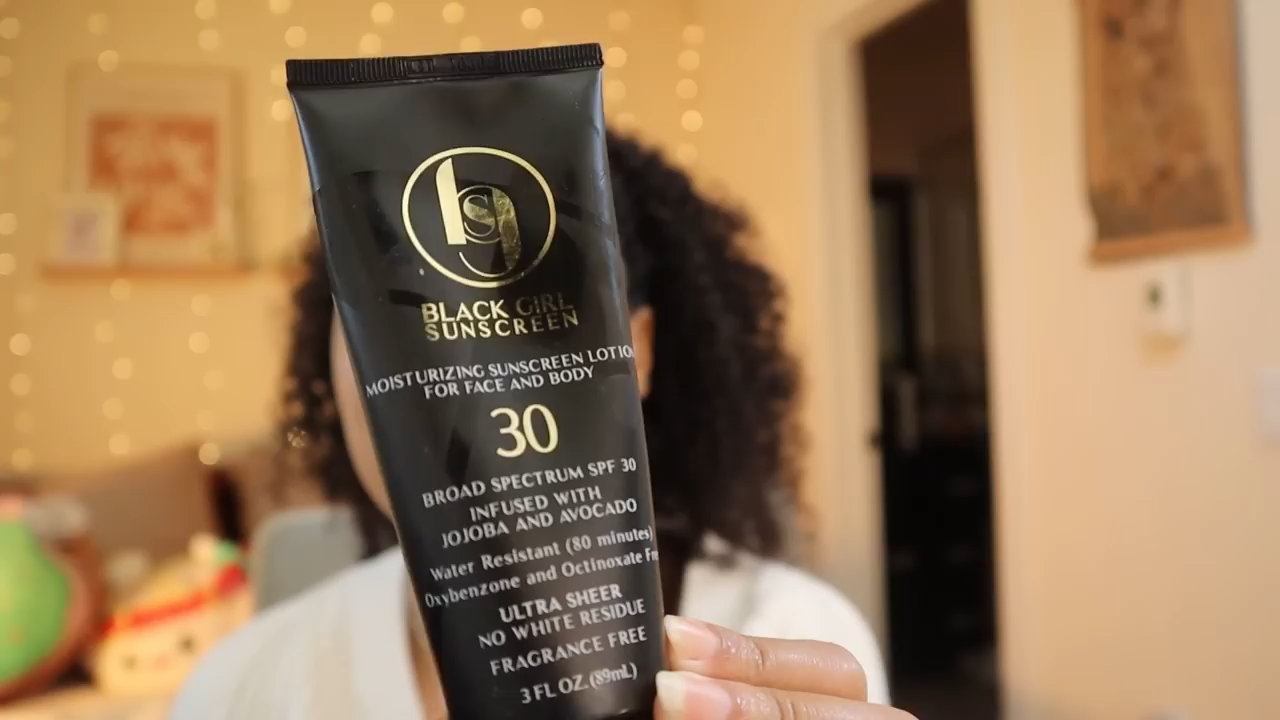 bsg
BLACK GIRL
SUNSCREEN
MOISTURIZING SUNSCREEN LOTION
FOR FACE AND BODY
30
BROAD SPECTRUM SPF 30
INFUSED WITH
JOJOBA AND AVOCADO
Water Resistant (80 minutes)
Oxybenzone and Octinoxate Fre
ULTRA SHEER
NO WHITE RESIDUE
FRAGRANCE FREE
3 FL OZ. (89mL)